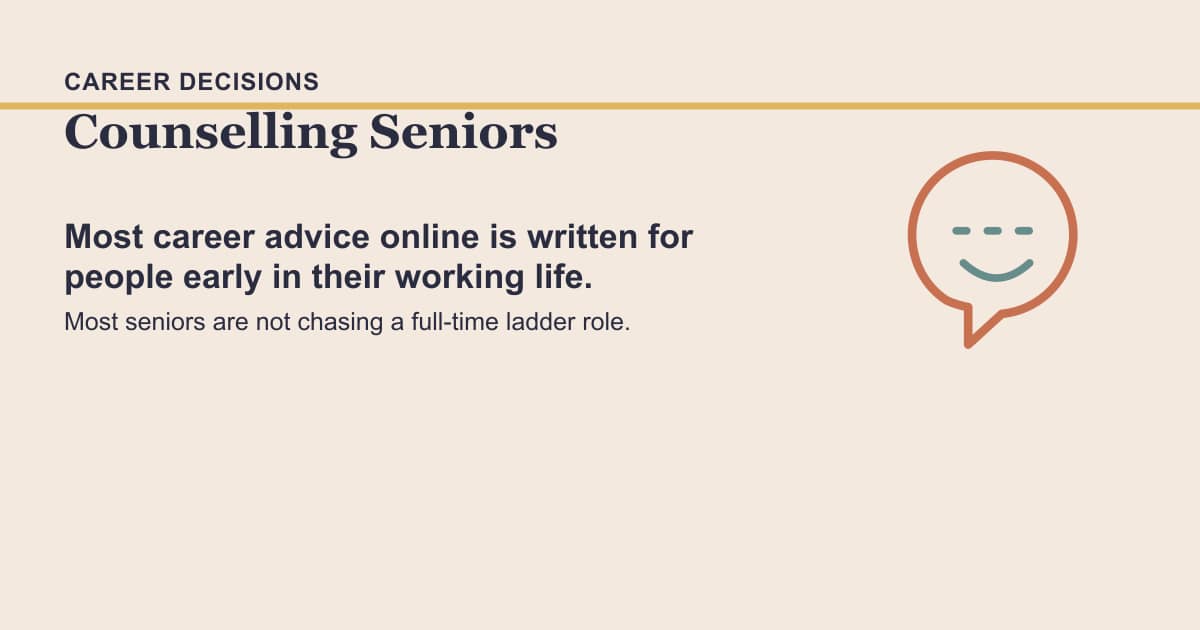 CAREER DECISIONS
Counselling Seniors
Most career advice online is written for
people early in their working life.
Most seniors are not chasing a full-time ladder role.